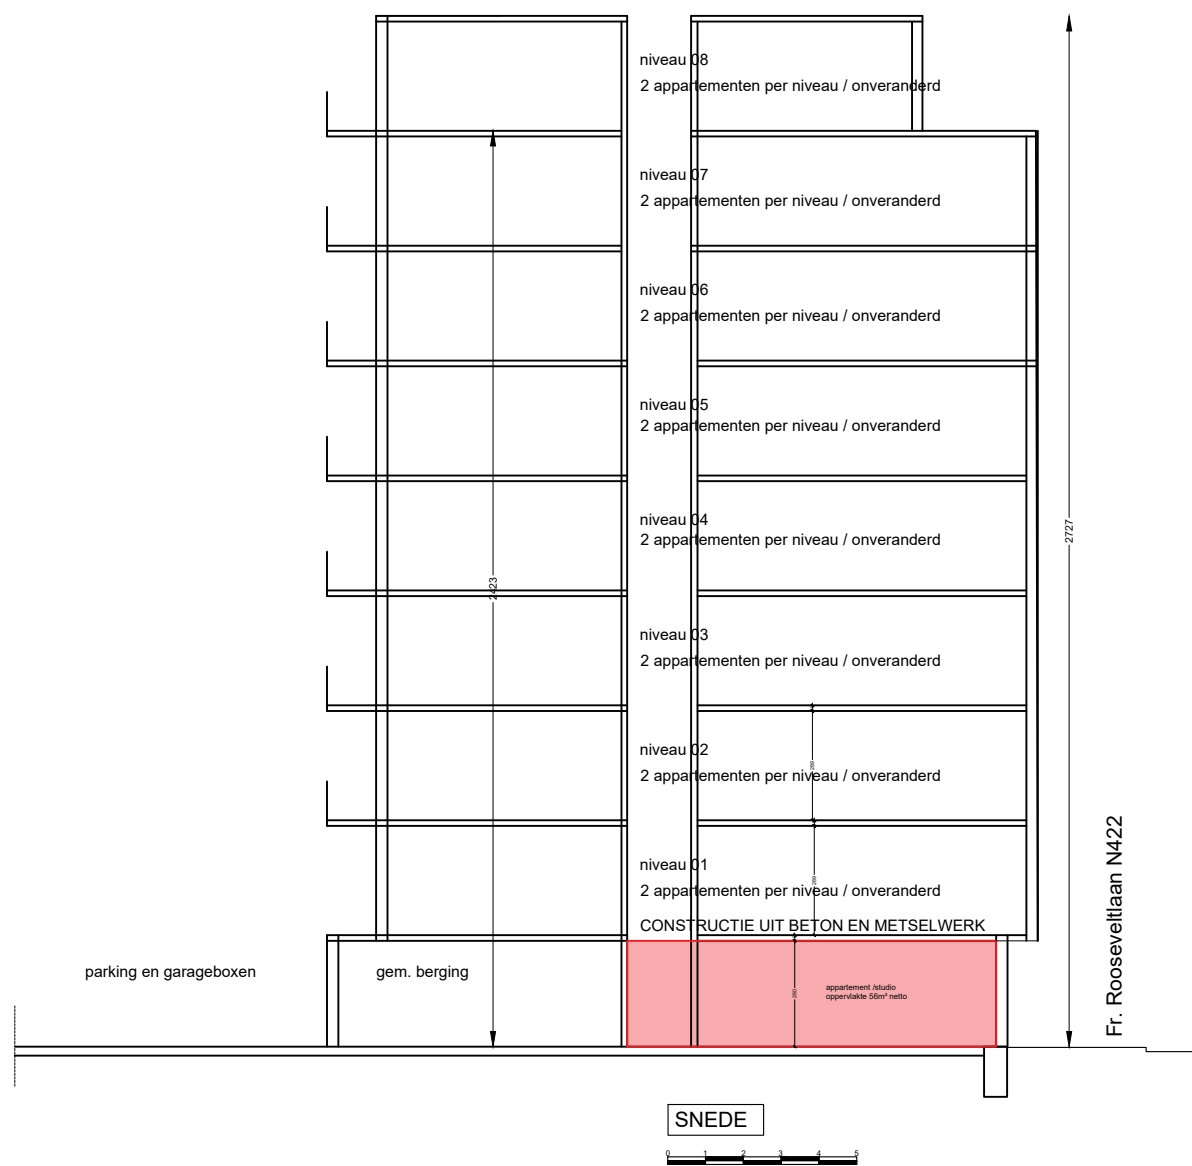 niveau 08
2 appartementen per niveau / onveranderd
niveau 07
2 appartementen per niveau / onveranderd
niveau 06
2 appartementen per niveau / onveranderd
niveau 05
2 appartementen per niveau / onveranderd
niveau 04
2 appartementen per niveau / onveranderd
2727
2423
niveau 03
2 appartementen per niveau / onveranderd
niveau 02
2 appartementen per niveau / onveranderd
289
niveau 01
2 appartementen per niveau / onveranderd
289
CONSTRUCTIE UIT BETON EN METSELWERK
Fr. Rooseveltlaan N422
parking en garageboxen
gem. berging
appartement /studio
oppervlakte 56m² netto
280
SNEDE
0 1 2 3 4 5